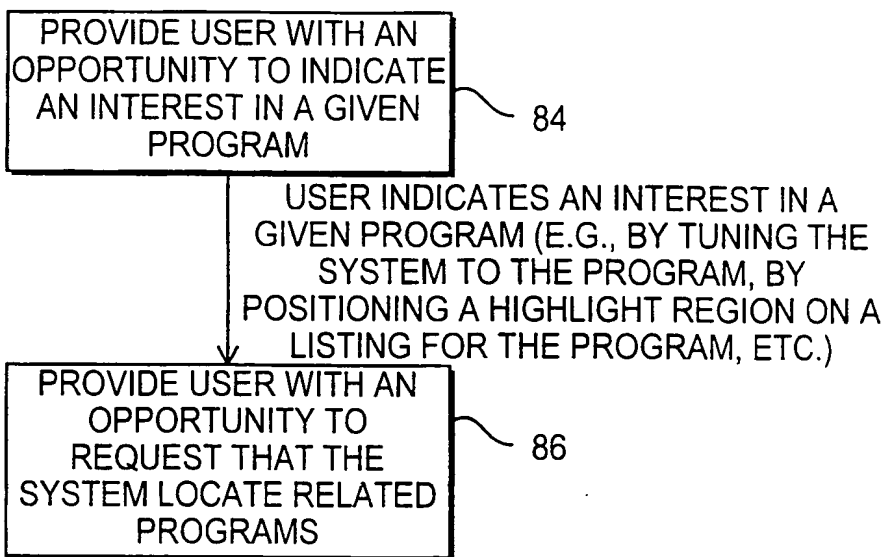 PROVIDE USER WITH AN
OPPORTUNITY TO INDICATE
AN INTEREST IN A GIVEN
PROGRAM
84
USER INDICATES AN INTEREST IN A
GIVEN PROGRAM (E.G., BY TUNING THE
SYSTEM TO THE PROGRAM, BY
POSITIONING A HIGHLIGHT REGION ON A
LISTING FOR THE PROGRAM, ETC.)
PROVIDE USER WITH AN
OPPORTUNITY TO
REQUEST THAT THE
SYSTEM LOCATE RELATED
PROGRAMS
86